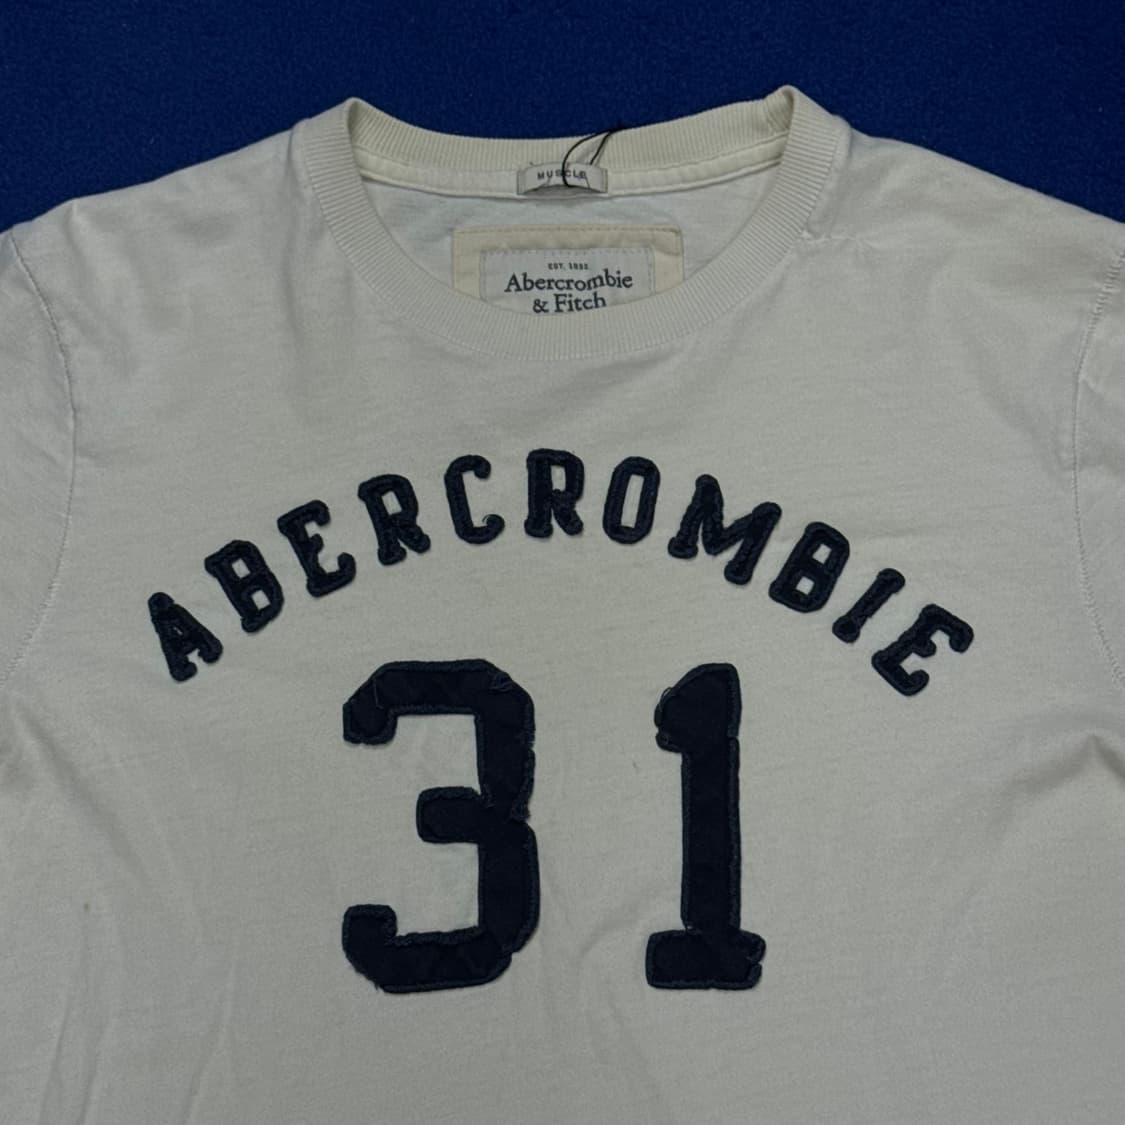 MUSCLE
EST. 1892
Abercrombie
& Fitch
ABERCROMBIE
31